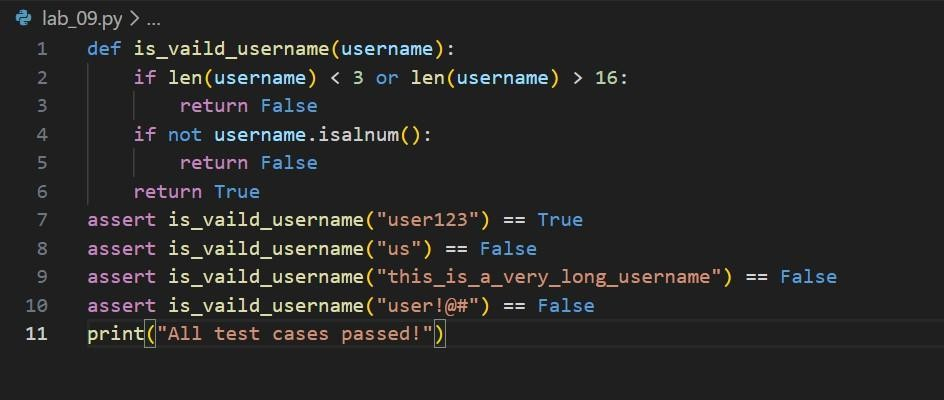 lab_09.py > ...
1 def is_vaild_username(username):
2     if len(username) < 3 or len(username) > 16:
3         return False
4     if not username.isalnum():
5         return False
6     return True
7 assert is_vaild_username("user123") == True
8 assert is_vaild_username("us") == False
9 assert is_vaild_username("this_is_a_very_long_username") == False
10 assert is_vaild_username("user!@#") == False
11 print("All test cases passed!")